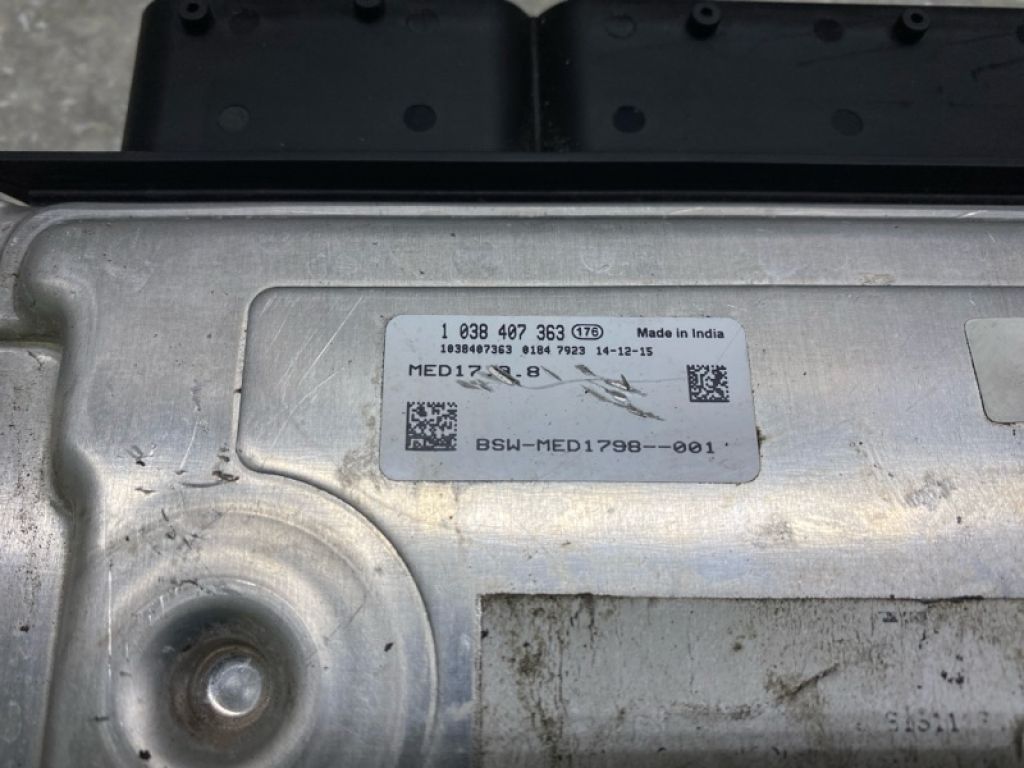 1 038 407 363 176 Made in India
1038407363 0184 7923 14-12-15
BSW-MED1798--001